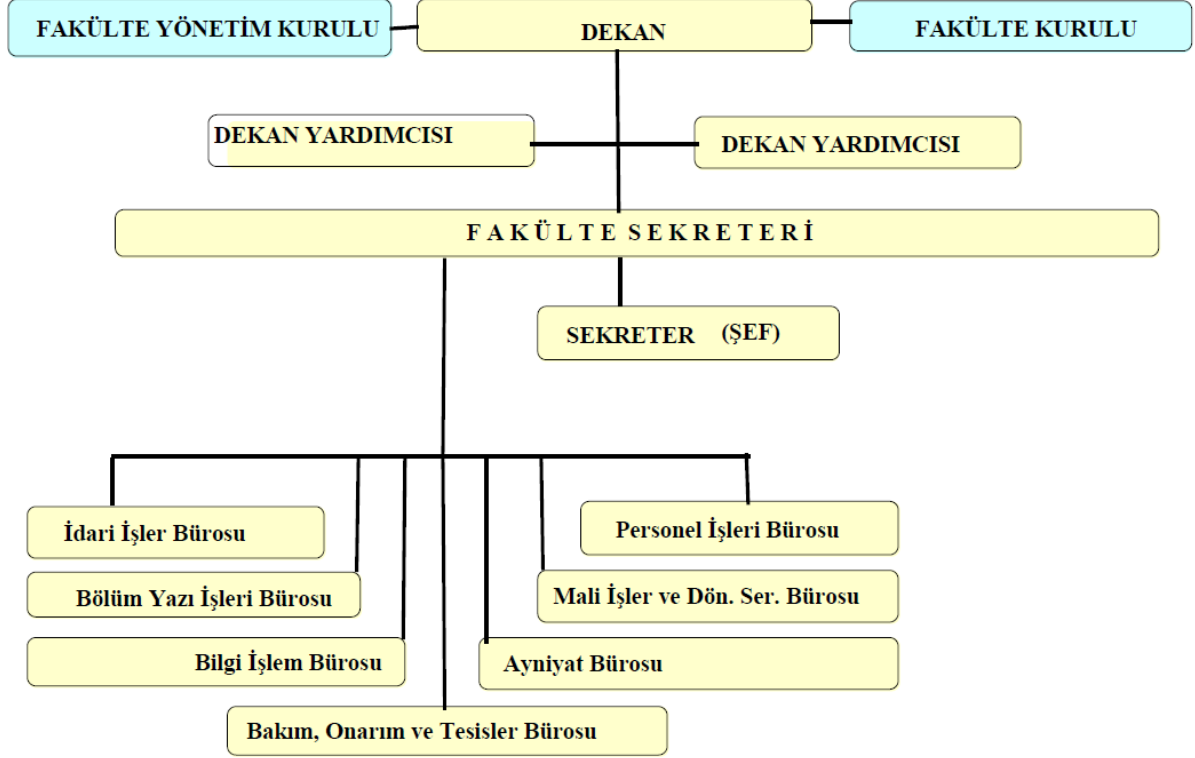 FAKÜLTE YÖNETİM KURULU
DEKAN
FAKÜLTE KURULU
DEKAN YARDIMCISI
DEKAN YARDIMCISI
F A K Ü L T E S E K R E T E R İ
SEKRETER (ŞEF)
İdari İşler Bürosu
Personel İşleri Bürosu
Bölüm Yazı İşleri Bürosu
Mali İşler ve Dön. Ser. Bürosu
Bilgi İşlem Bürosu
Ayniyat Bürosu
Bakım, Onarım ve Tesisler Bürosu